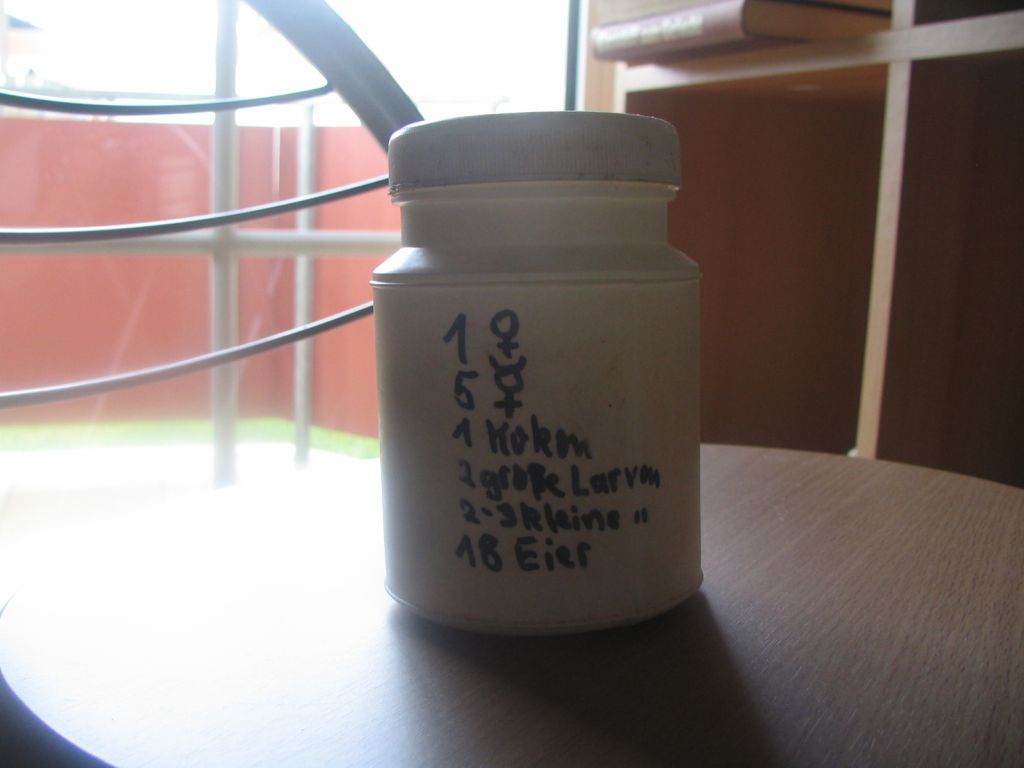 1 ♀
5 ☿
1 Kokon
2 große Larven
2-3 kleine "
18 Eier